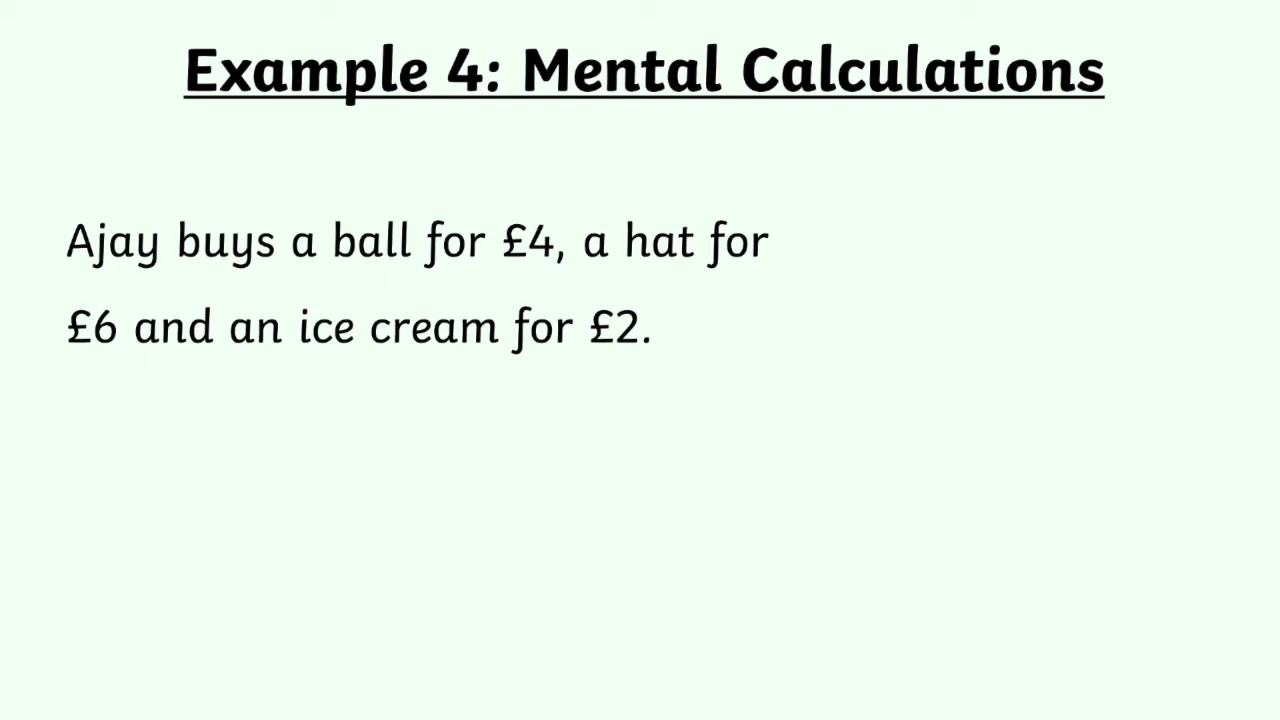 Example 4: Mental Calculations
Ajay buys a ball for £4, a hat for
£6 and an ice cream for £2.